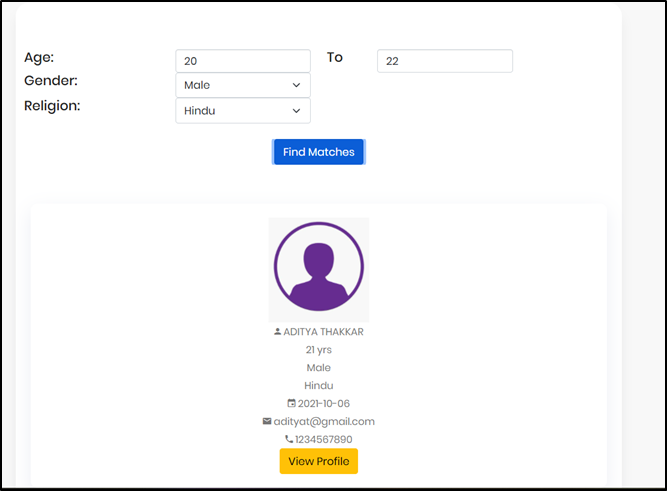 Age: 20 To 22
Gender: Male
Religion: Hindu
Find Matches
ADITYA THAKKAR
21 yrs
Male
Hindu
2021-10-06
adityat@gmail.com
1234567890
View Profile